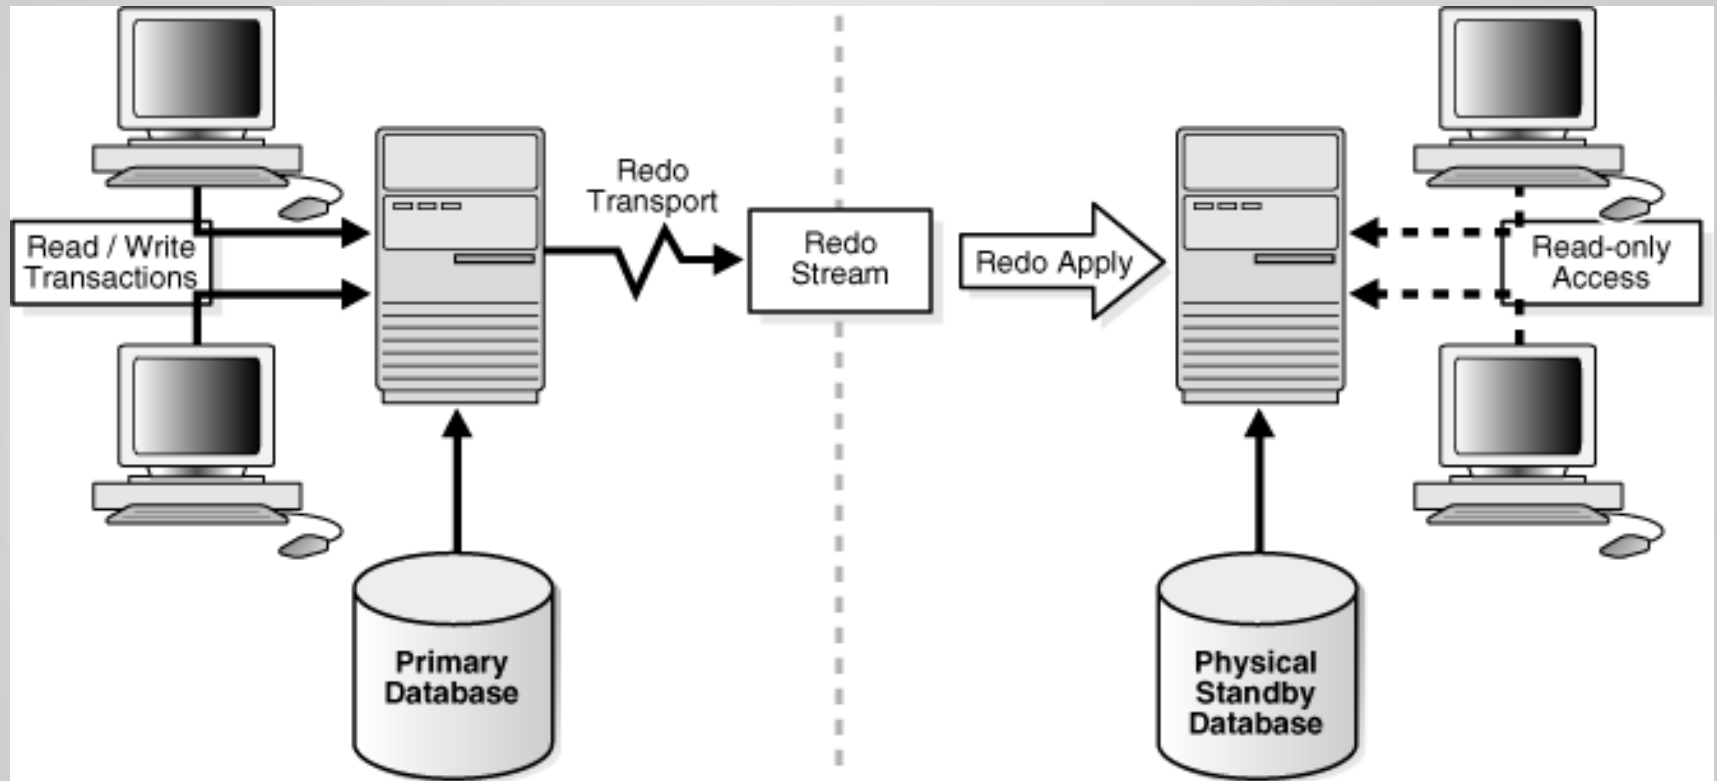 Read / Write
Transactions
Redo
Transport
Redo
Stream
Redo Apply
Read-only
Access
Primary
Database
Physical
Standby
Database